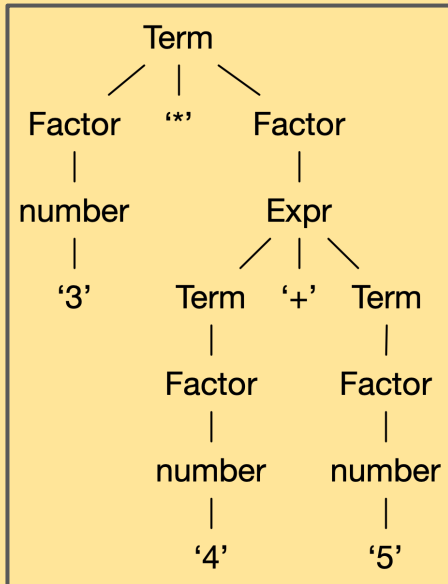 Term
Factor ‘*’ Factor
number Expr
‘3’ Term ‘+’ Term
Factor Factor
number number
‘4’ ‘5’